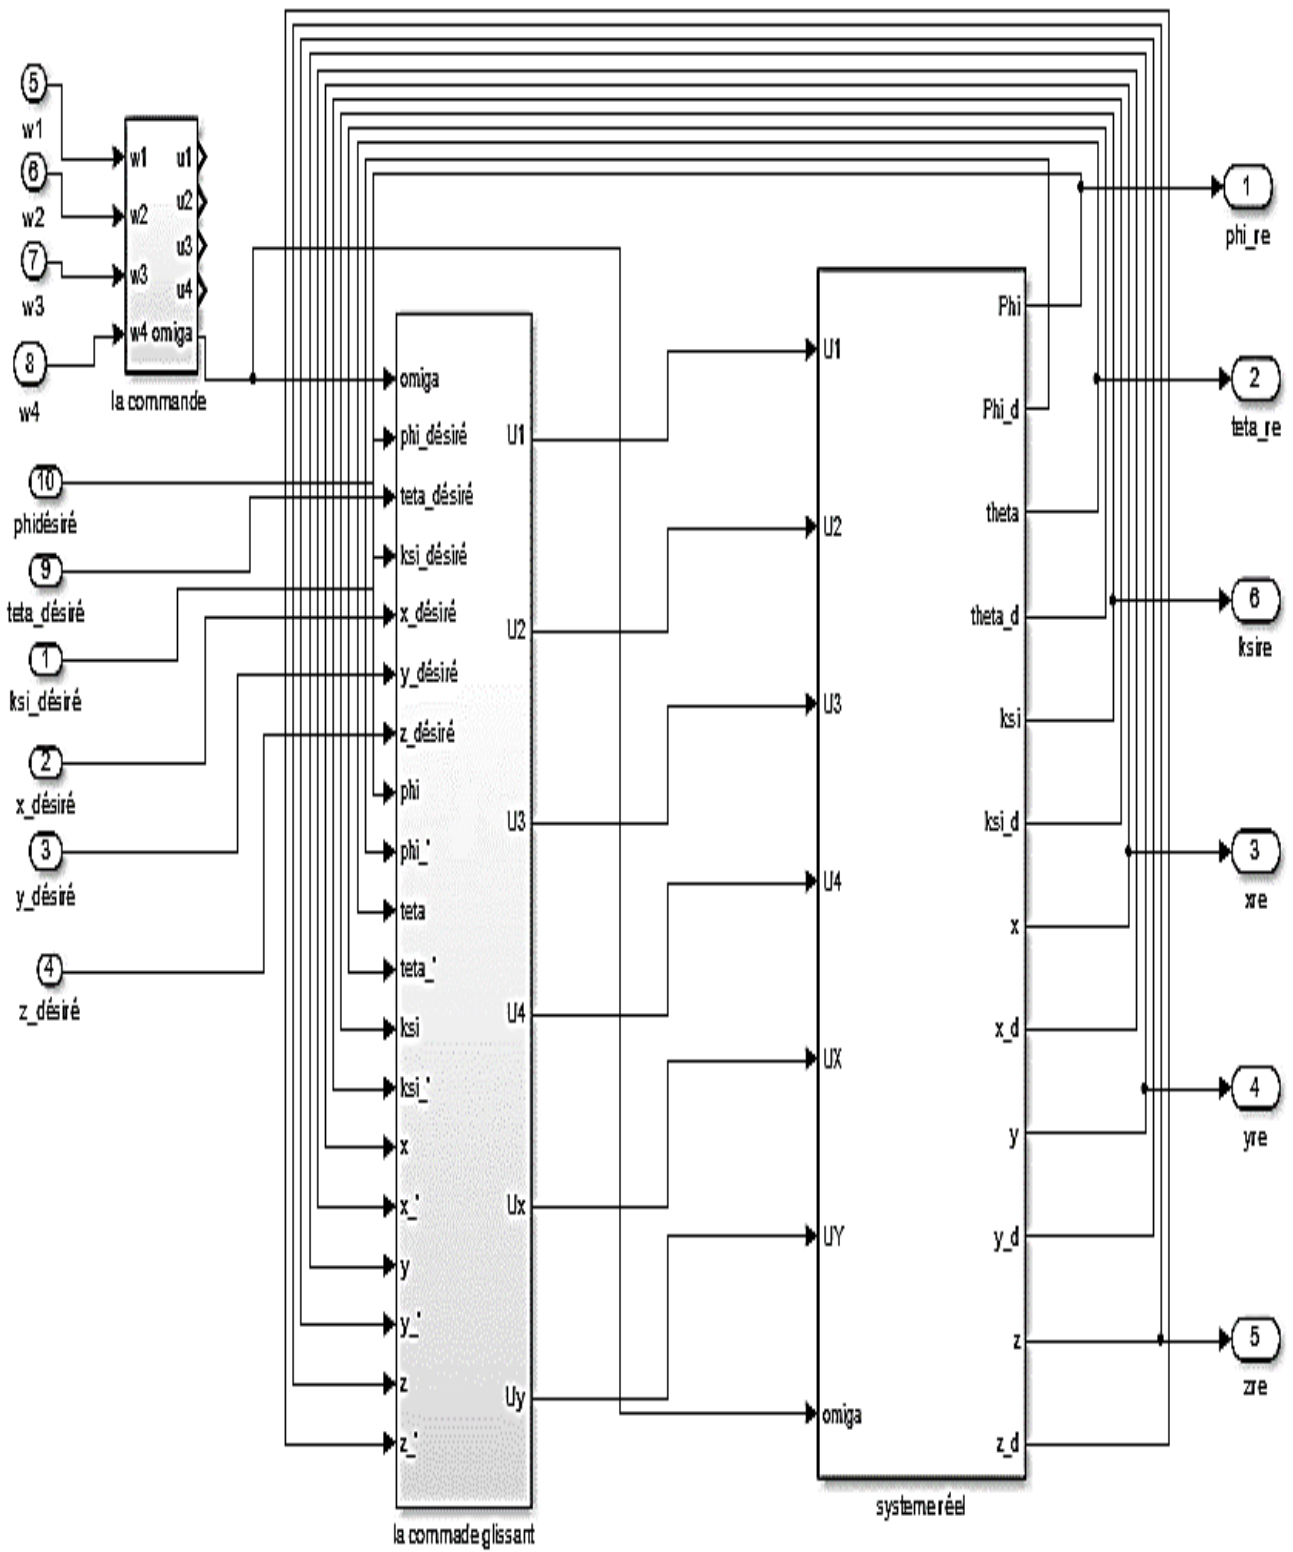 5
w1
6
w2
7
w3
8
w4
w1 u1
w2 u2
w3 u3
u4
w4 omiga
la commande
10
phidésiré
9
teta_désiré
1
ksi_désiré
2
x_désiré
3
y_désiré
4
z_désiré
omiga
phi_désiré
teta_désiré
ksi_désiré
x_désiré
y_désiré
z_désiré
phi
phi_'
teta
teta_'
ksi
ksi_'
x
x_'
y
y_'
z
z_'
U1
U2
U3
U4
Ux
Uy
la commade glissant
U1
U2
U3
U4
UX
UY
omiga
Phi
Phi_d
theta
theta_d
ksi
ksi_d
x
x_d
y
y_d
z
z_d
systeme réel
1
phi_re
2
teta_re
6
ksire
3
xre
4
yre
5
zre